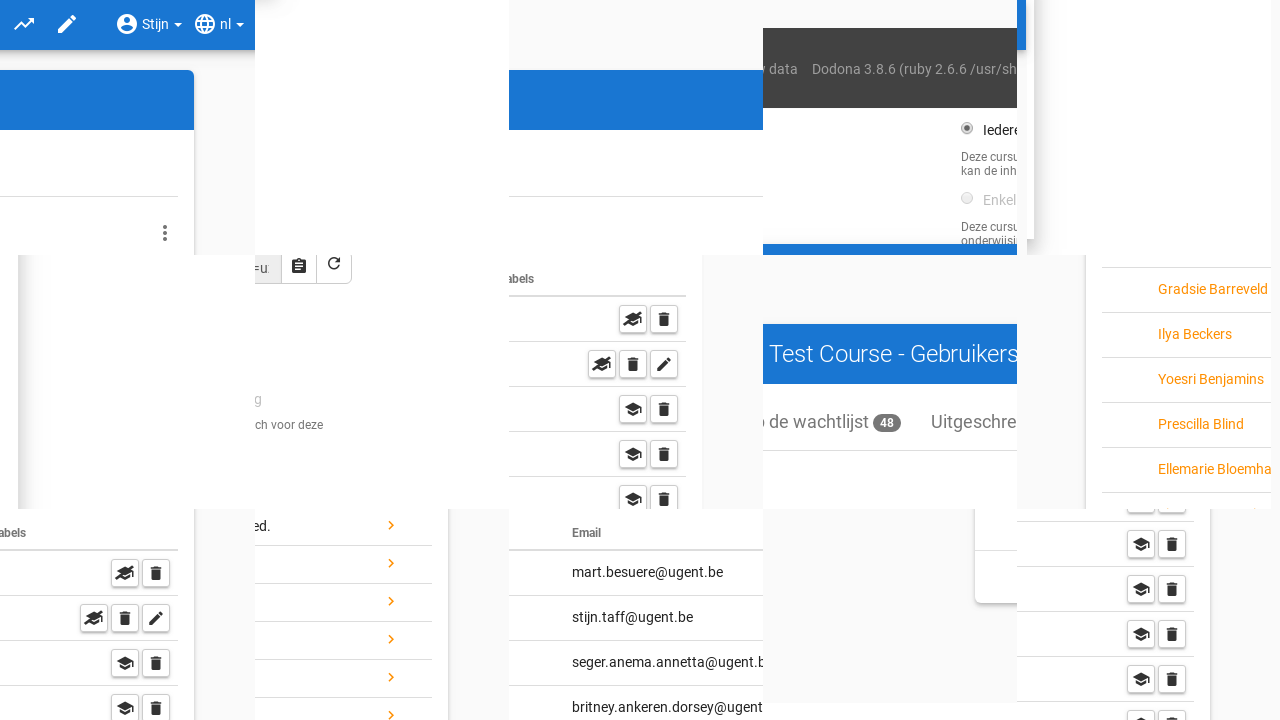 Stijn nl
data Dodona 3.8.6 (ruby 2.6.6 /usr/sh
Iedere
Deze cursu
kan de inh
Enkel
Deze cursu
onderwijsi
=u
abels
Gradsie Barreveld
Ilya Beckers
Test Course - Gebruikers
Yoesri Benjamins
g
ch voor deze
de wachtlijst 48 Uitgeschre
Prescilla Blind
Ellemarie Bloemha
abels
ed.
Email
mart.besuere@ugent.be
stijn.taff@ugent.be
seger.anema.annetta@ugent.b
britney.ankeren.dorsey@ugent